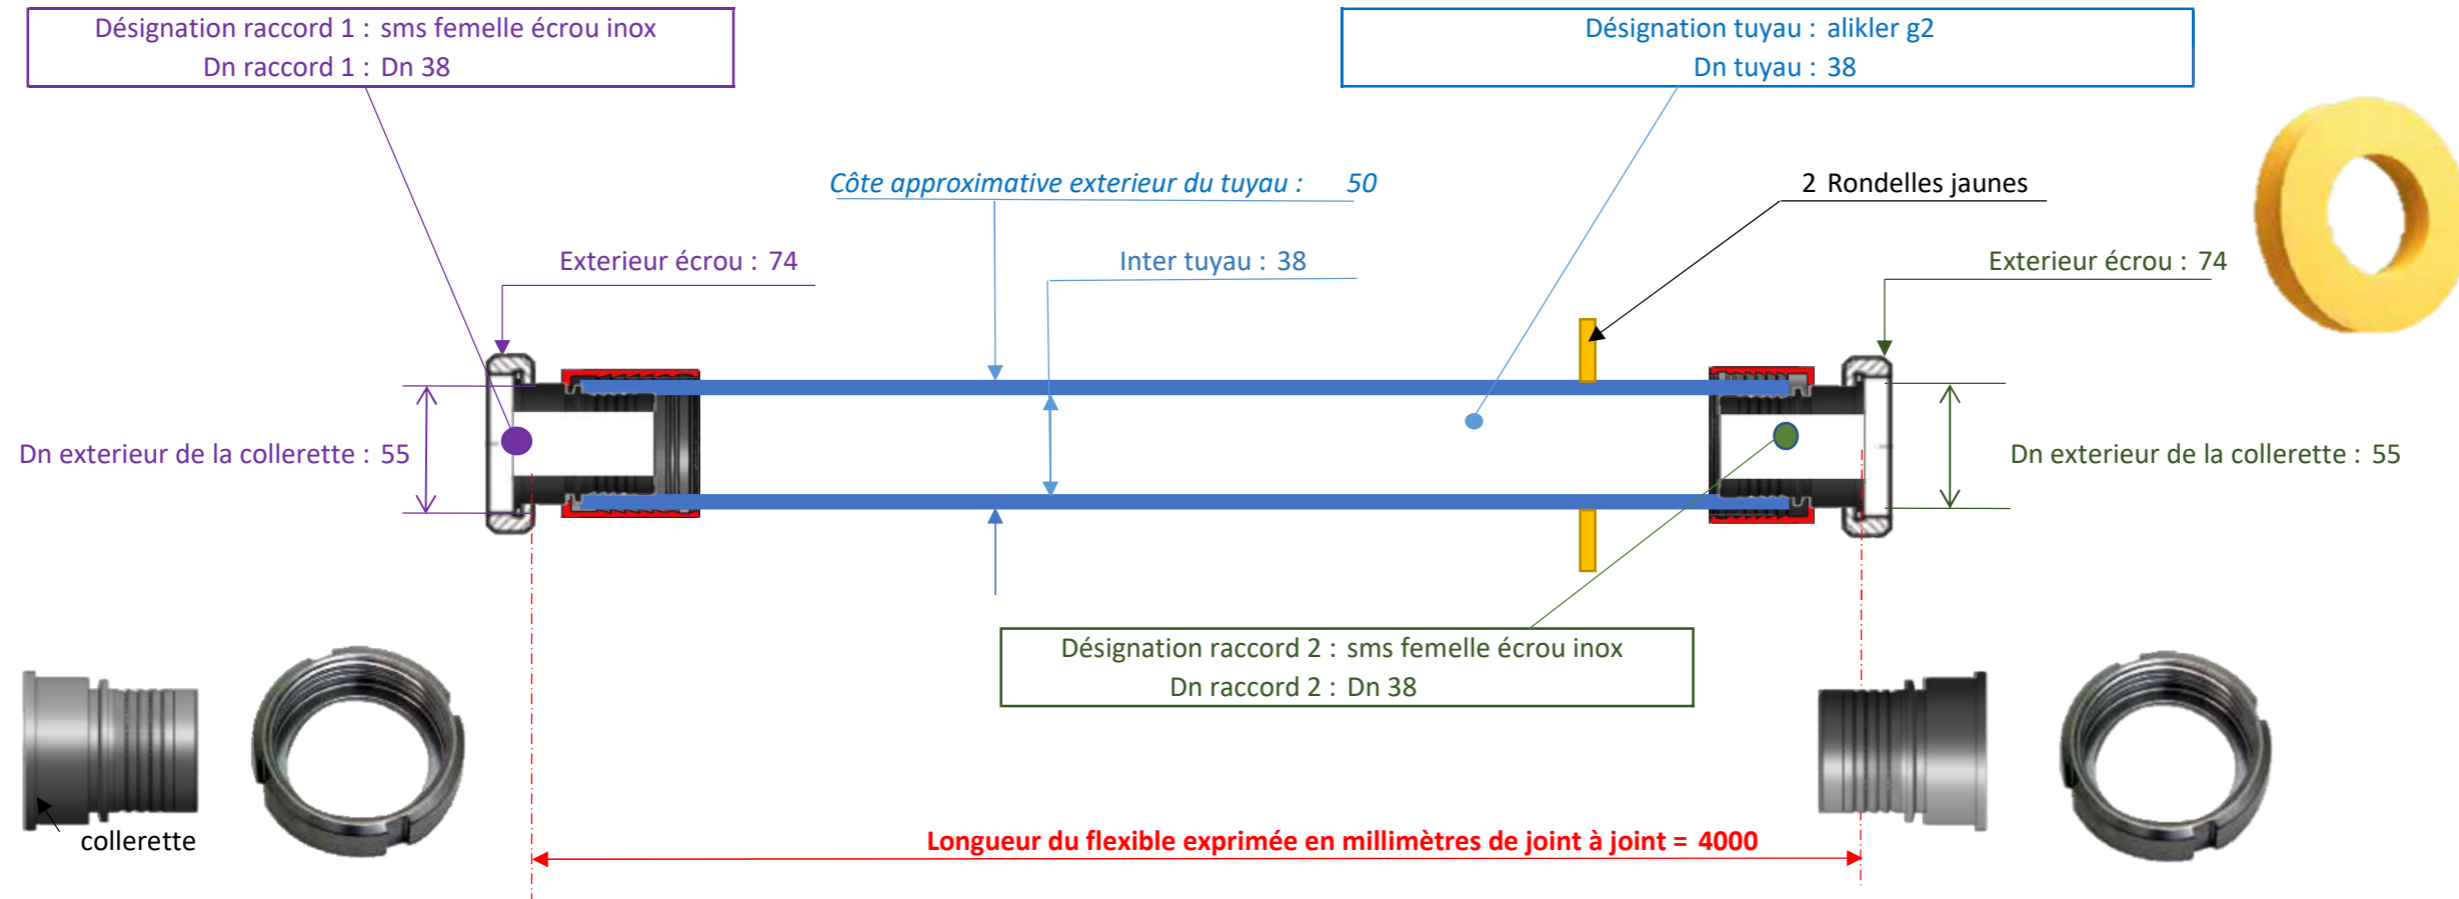 Désignation raccord 1 : sms femelle écrou inox
Dn raccord 1 : Dn 38
Désignation tuyau : alikler g2
Dn tuyau : 38
Côte approximative exterieur du tuyau : 50
2 Rondelles jaunes
Exterieur écrou : 74
Inter tuyau : 38
Exterieur écrou : 74
Dn exterieur de la collerette : 55
Dn exterieur de la collerette : 55
Désignation raccord 2 : sms femelle écrou inox
Dn raccord 2 : Dn 38
collerette
Longueur du flexible exprimée en millimètres de joint à joint = 4000